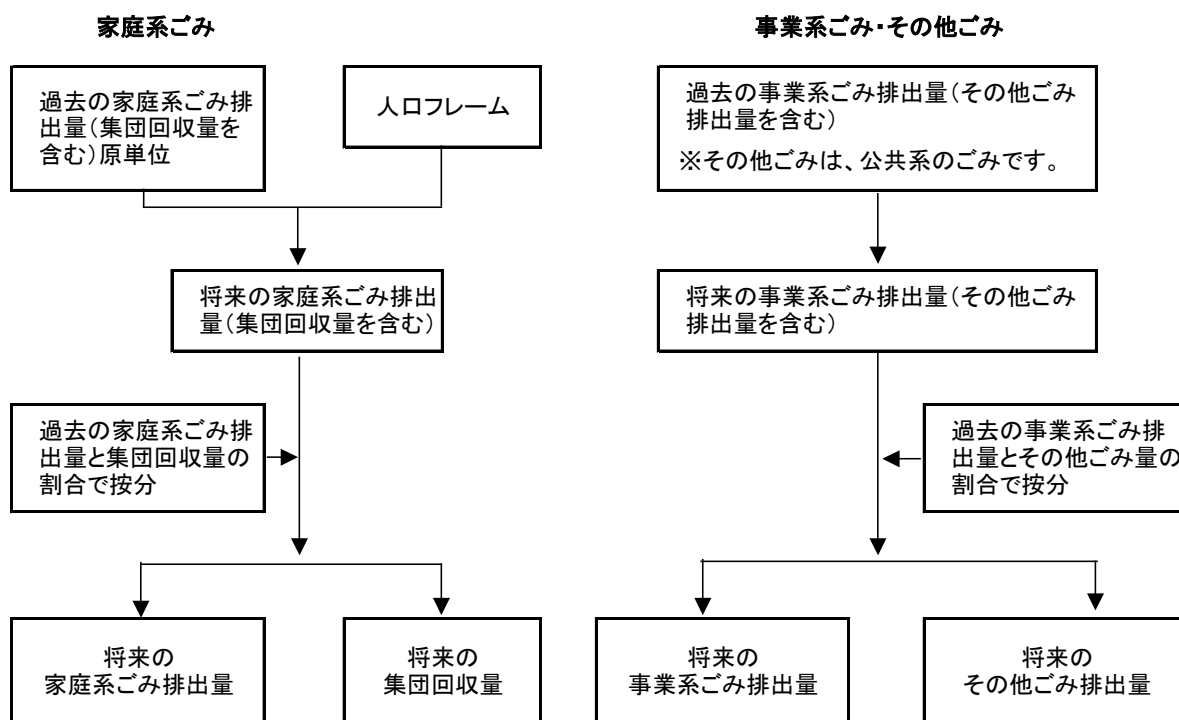 家庭系ごみ
過去の家庭系ごみ排
出量(集団回収量を
含む)原単位
人口フレーム
将来の家庭系ごみ排出
量(集団回収量を含む)
過去の家庭系ごみ排
出量と集団回収量の
割合で按分
将来の
家庭系ごみ排出量
将来の
集団回収量
事業系ごみ・その他ごみ
過去の事業系ごみ排出量(その他ごみ
排出量を含む)
※その他ごみは、公共系のごみです。
将来の事業系ごみ排出量(その他ごみ
排出量を含む)
過去の事業系ごみ排
出量とその他ごみ量の
割合で按分
将来の
事業系ごみ排出量
将来の
その他ごみ排出量